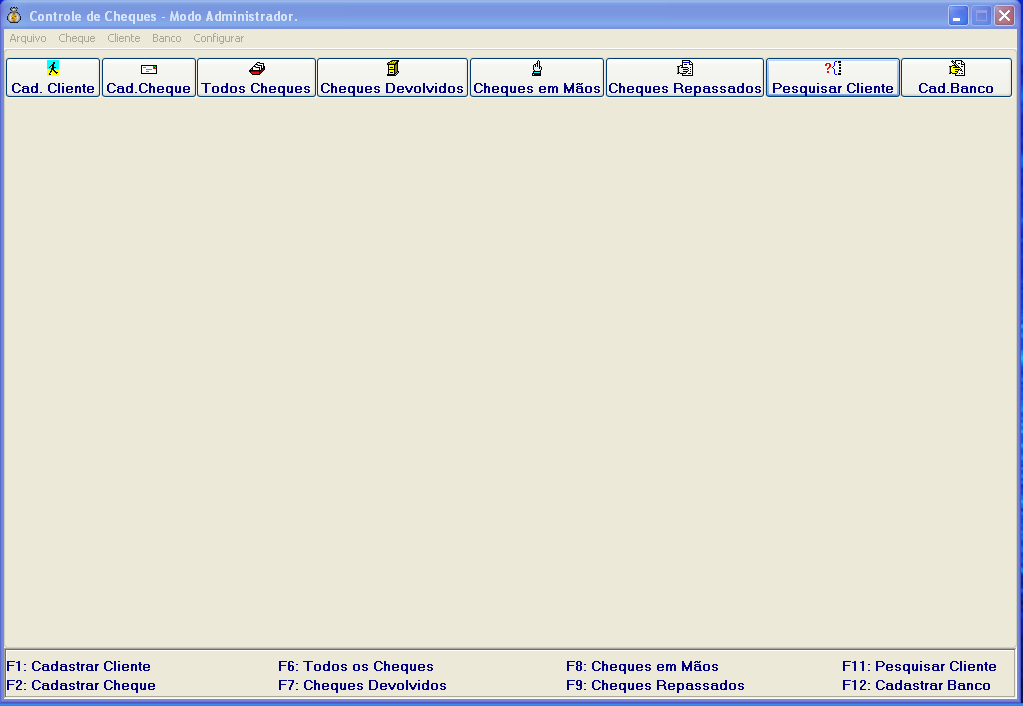 Controle de Cheques - Modo Administrador.
Arquivo Cheque Cliente Banco Configurar
Cad. Cliente Cad.Cheque Todos Cheques Cheques Devolvidos Cheques em Mãos Cheques Repassados Pesquisar Cliente Cad.Banco
F1: Cadastrar Cliente F6: Todos os Cheques F8: Cheques em Mãos F11: Pesquisar Cliente
F2: Cadastrar Cheque F7: Cheques Devolvidos F9: Cheques Repassados F12: Cadastrar Banco